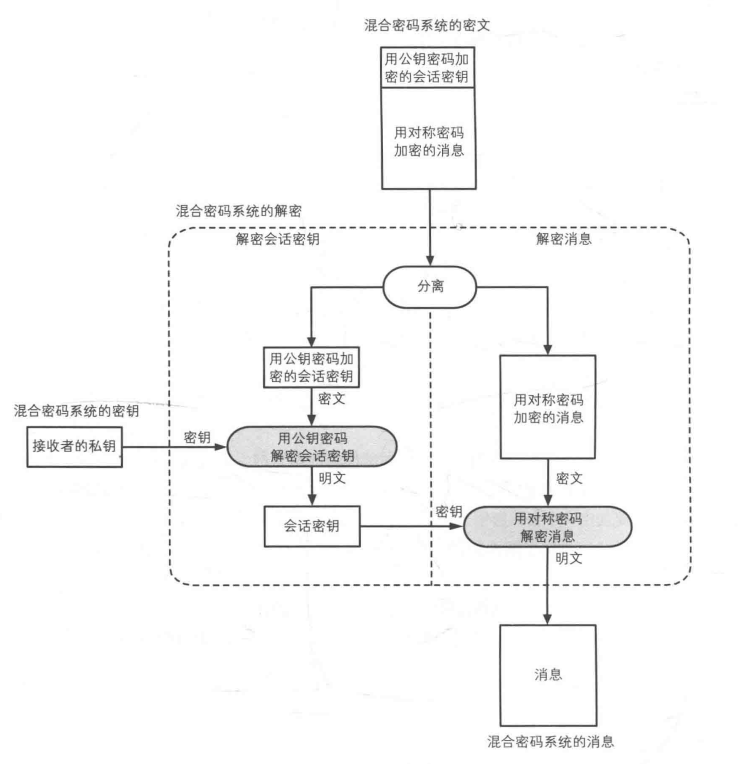 混合密码系统的密文
用公钥密码加
密的会话密钥
用对称密码
加密的消息
混合密码系统的解密
解密会话密钥
解密消息
分离
用公钥密码加
密的会话密钥
密文
用对称密码
加密的消息
混合密码系统的密钥
接收者的私钥
密钥
用公钥密码
解密会话密钥
明文
密文
会话密钥
密钥
用对称密码
解密消息
明文
消息
混合密码系统的消息